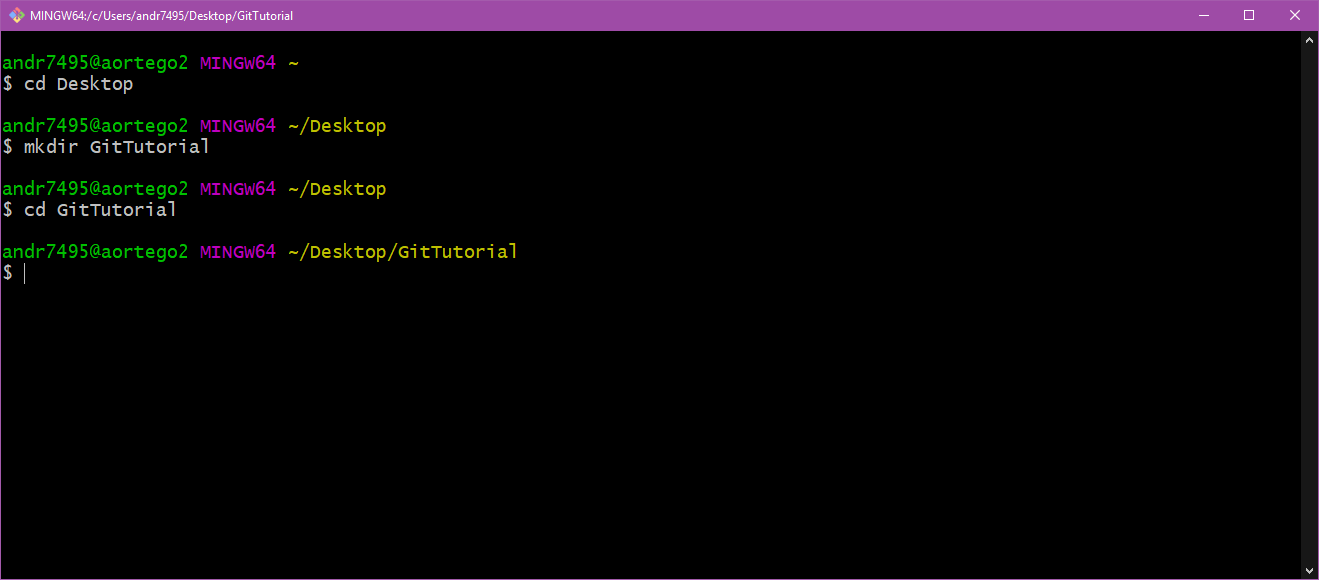 MINGW64:/c/Users/andr7495/Desktop/GitTutorial
andr7495@aortego2 MINGW64 ~
$ cd Desktop
andr7495@aortego2 MINGW64 ~/Desktop
$ mkdir GitTutorial
andr7495@aortego2 MINGW64 ~/Desktop
$ cd GitTutorial
andr7495@aortego2 MINGW64 ~/Desktop/GitTutorial
$